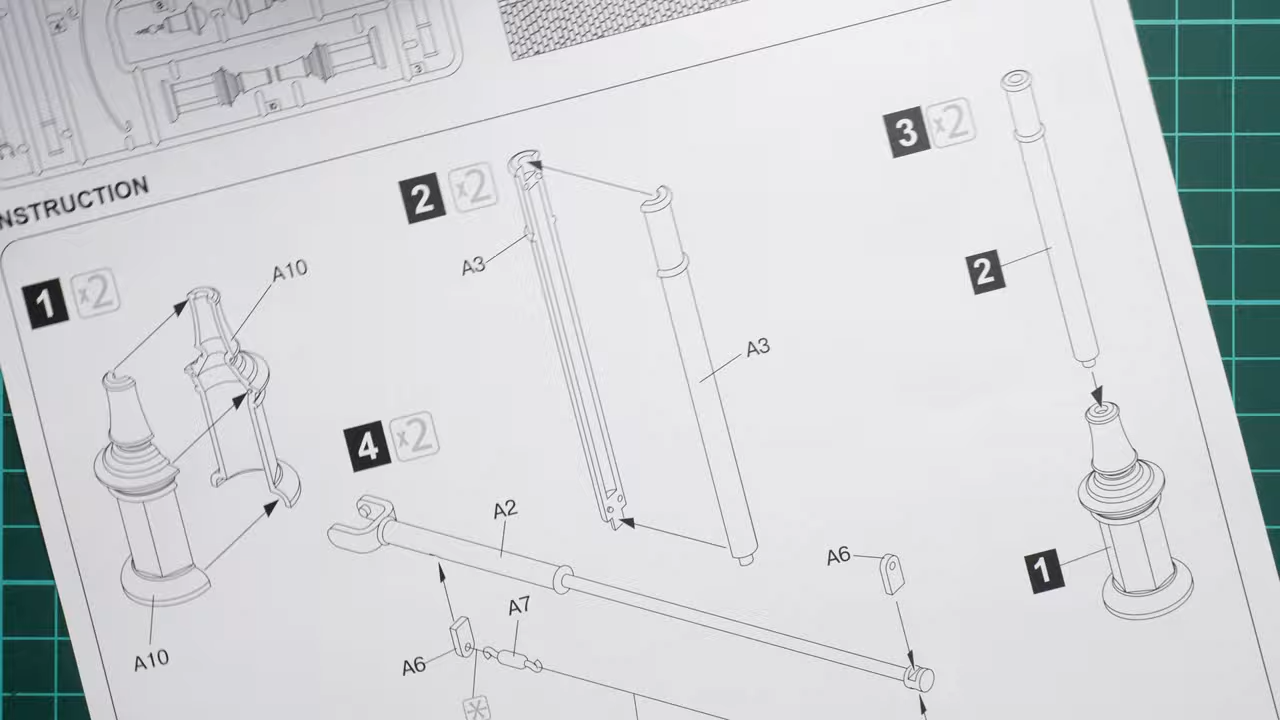 NSTRUCTION
1 x2
A10
A10
2 x2
A3
A3
3 x2
2
1
4 x2
A2
A6
A7
A6
*